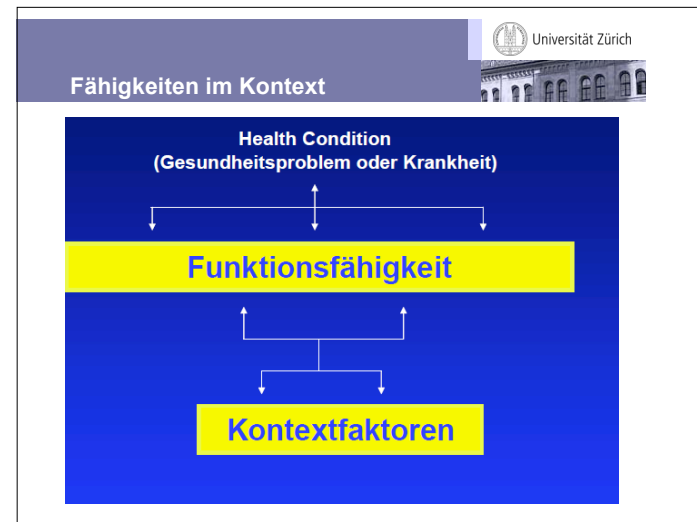 Universität Zürich
Fähigkeiten im Kontext
Health Condition
(Gesundheitsproblem oder Krankheit)
Funktionsfähigkeit
Kontextfaktoren